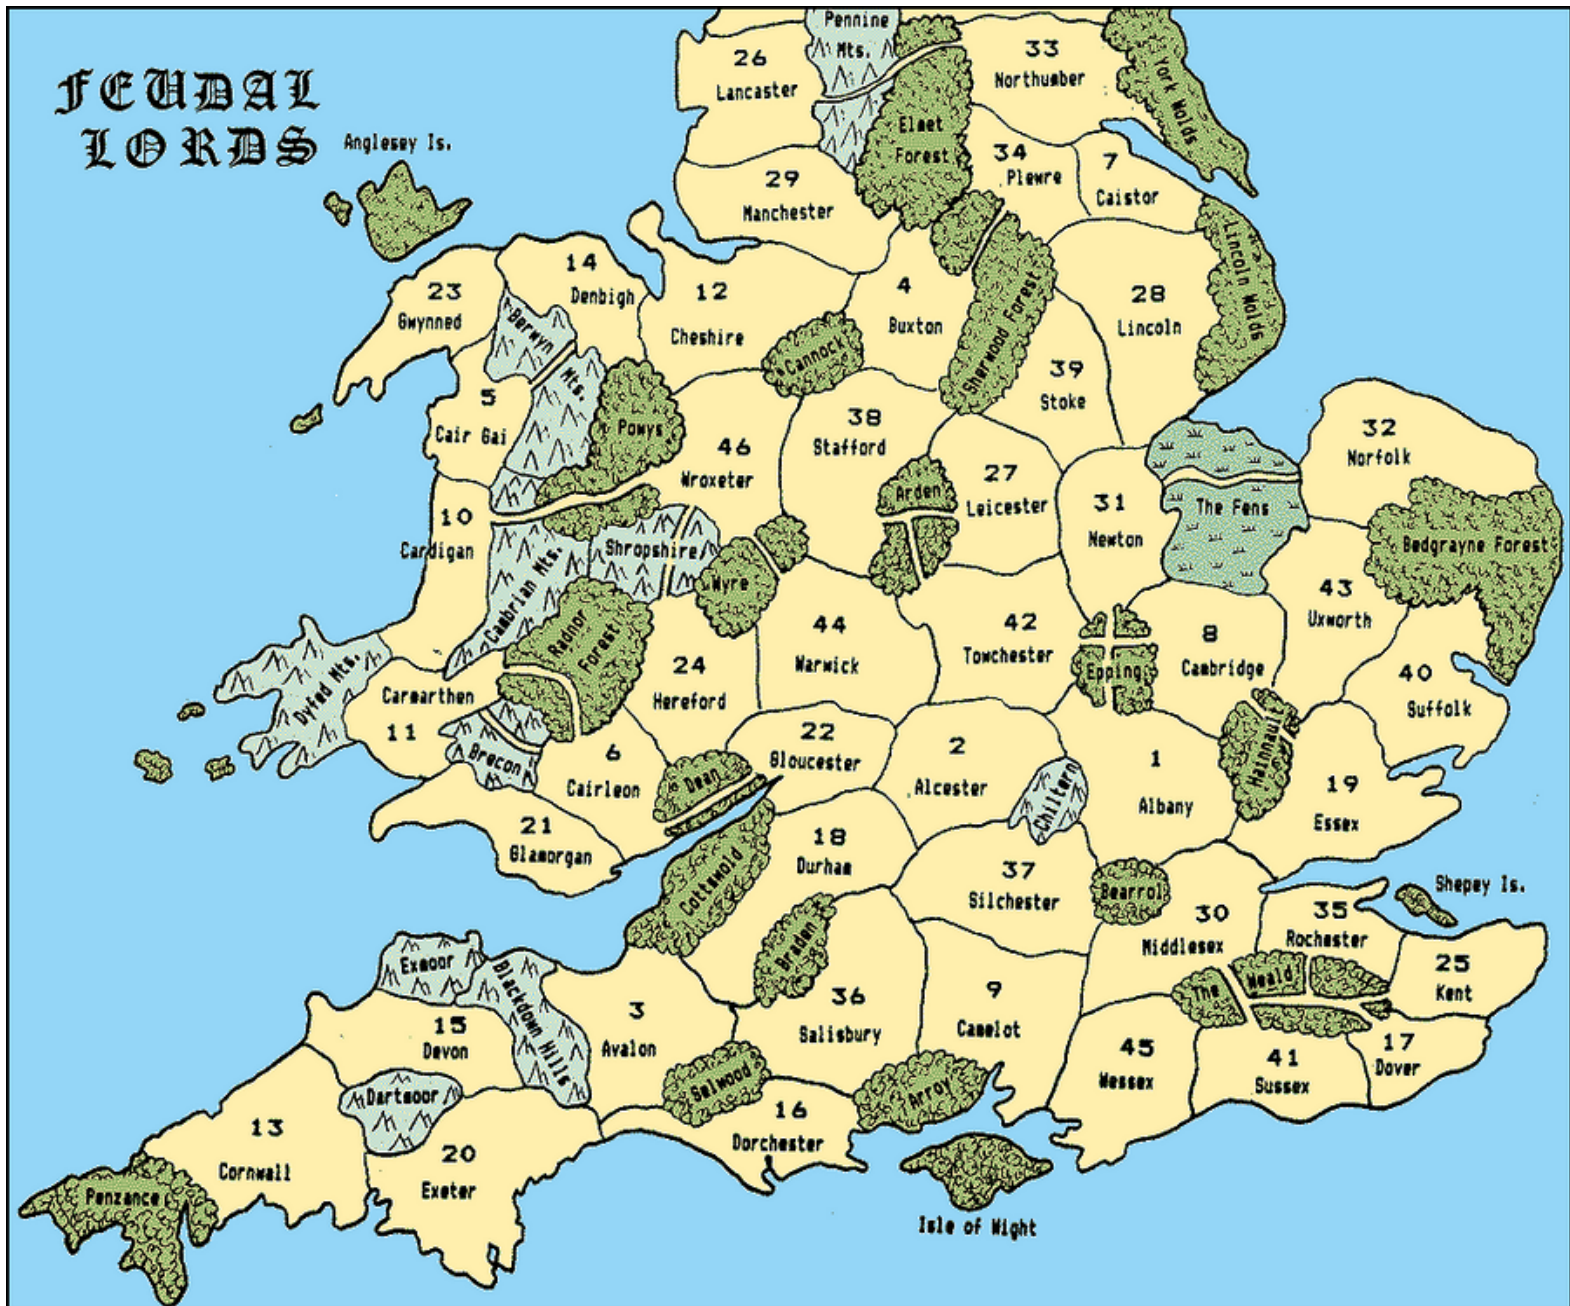 FEUDAL
LORDS
Anglesey Is.
Pennine
Mts.
26
Lancaster
33
Northumber
York Wolds
Elmet
Forest
34
Plewre
7
Caistor
29
Manchester
14
Denbigh
23
Gwynned
12
Cheshire
4
Buxton
28
Lincoln
Lincoln Wolds
Berwyn
Mts.
Cannock
Sherwood Forest
39
Stoke
5
Cair Gai
Powys
38
Stafford
46
Wroxeter
32
Norfolk
Arden
27
Leicester
31
Newton
The Fens
10
Cardigan
Shropshire
Bedgrayne Forest
Cambrian Mts.
Wyre
43
Uxworth
Radnor
Forest
44
Warwick
42
Towchester
8
Cambridge
Dyfed Mts.
24
Hereford
Epping
40
Suffolk
Carmarthen
11
Brecon
6
Cairleon
22
Gloucester
2
Alcester
1
Albany
Hainnault
19
Essex
Dean
Chiltern
21
Glamorgan
18
Durham
Cottswold
37
Silchester
Bearrol
30
Middlesex
35
Rochester
Shepey Is.
Exmoor
Blackdown Hills
Braden
25
Kent
The
Weald
3
Avalon
36
Salisbury
9
Camelot
15
Devon
45
Wessex
41
Sussex
17
Dover
Dartmoor
Selwood
Arroy
16
Dorchester
13
Cornwall
20
Exeter
Penzance
Isle of Wight